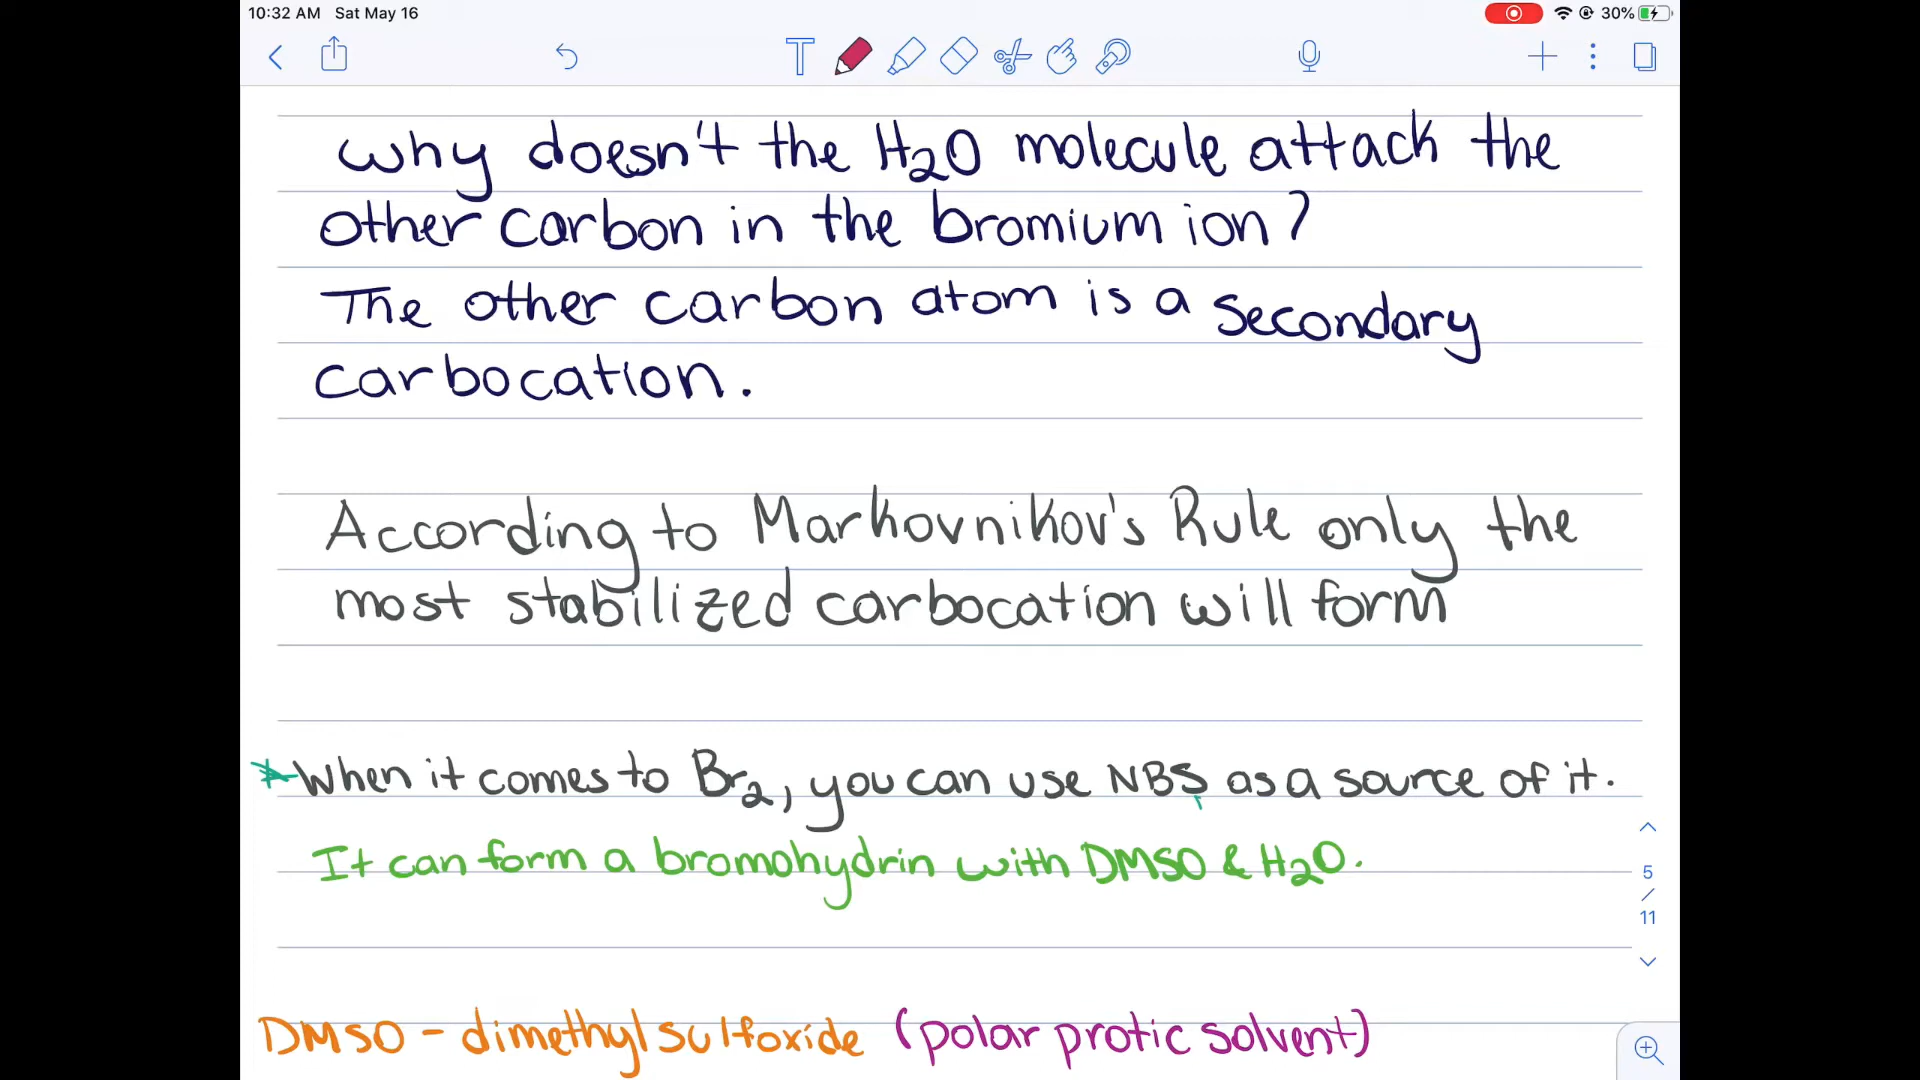 10:32 AM Sat May 16
30%
T
why doesn't the H2O molecule attack the
other carbon in the bromium ion?
The other carbon atom is a secondary
carbocation.
According to Markovnikov's Rule only the
most stabilized carbocation will form
*When it comes to Br2, you can use NBS as a source of it.
It can form a bromohydrin with DMSO & H2O.
5
/
11
DMSO - dimethylsulfoxide (polar protic solvent)